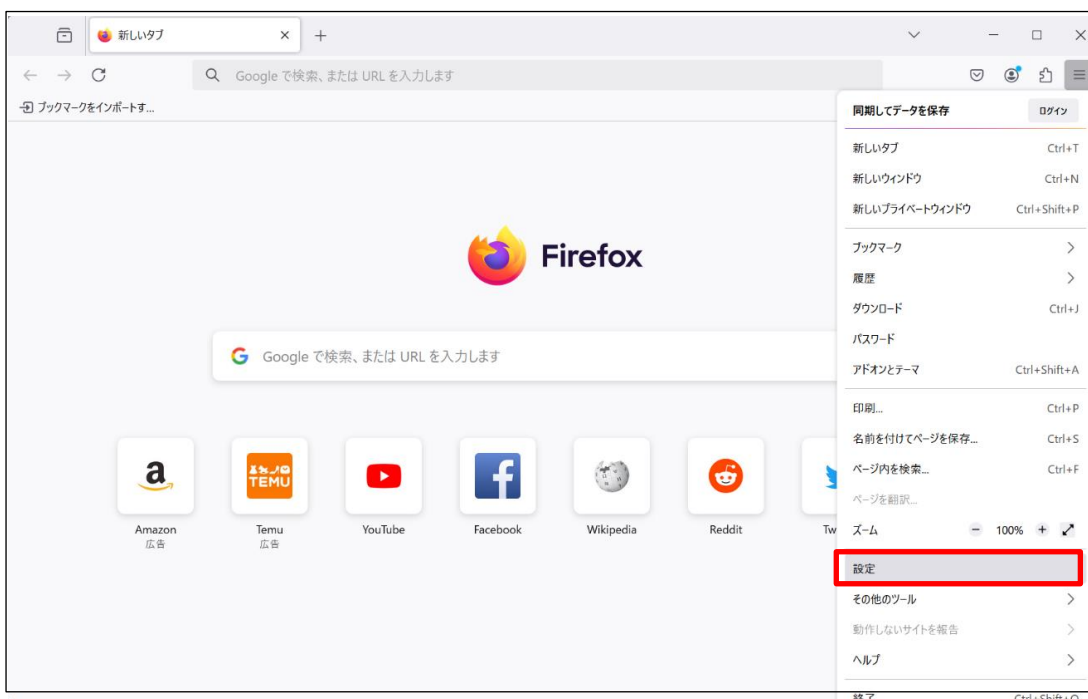 新しいタブ
Google で検索、または URL を入力します
ブックマークをインポートす...
同期してデータを保存 ログイン
新しいタブ Ctrl+T
新しいウィンドウ Ctrl+N
新しいプライベートウィンドウ Ctrl+Shift+P
ブックマーク
履歴
ダウンロード Ctrl+J
パスワード
アドオンとテーマ Ctrl+Shift+A
印刷... Ctrl+P
名前を付けてページを保存... Ctrl+S
ページ内を検索... Ctrl+F
ページを翻訳...
ズーム − 100% +
設定
その他のツール
動作しないサイトを報告
ヘルプ
終了 Ctrl+Shift+Q
Firefox
Google で検索、または URL を入力します
a
TEMU
Amazon
広告
Temu
広告
YouTube
Facebook
Wikipedia
Reddit
Tw